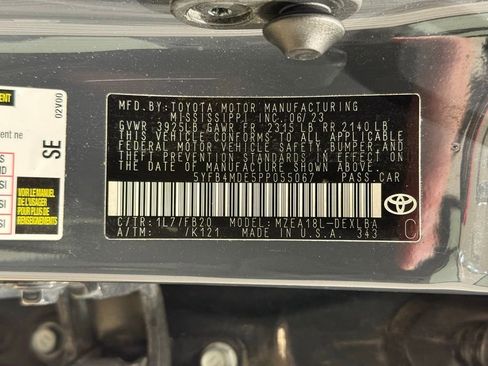 MFD.BY:TOYOTA MOTOR MANUFACTURING
MISSISSIPPI INC. 06/23
GVWR 3925LB GAWR FR 2315 LB RR 2140 LB
THIS VEHICLE CONFORMS TO ALL APPLICABLE
FEDERAL MOTOR VEHICLE SAFETY, BUMPER, AND
THEFT PREVENTION STANDARDS IN EFFECT ON
THE DATE OF MANUFACTURE SHOWN ABOVE.
5YFB4MDE5PP055067 PASS.CAR
C/TR:1L7/FB20 MODEL:MZEA18L-DEXLBA
A/TM: /K121 MADE IN U.S.A. 343
C
02V00
SE
ent ne